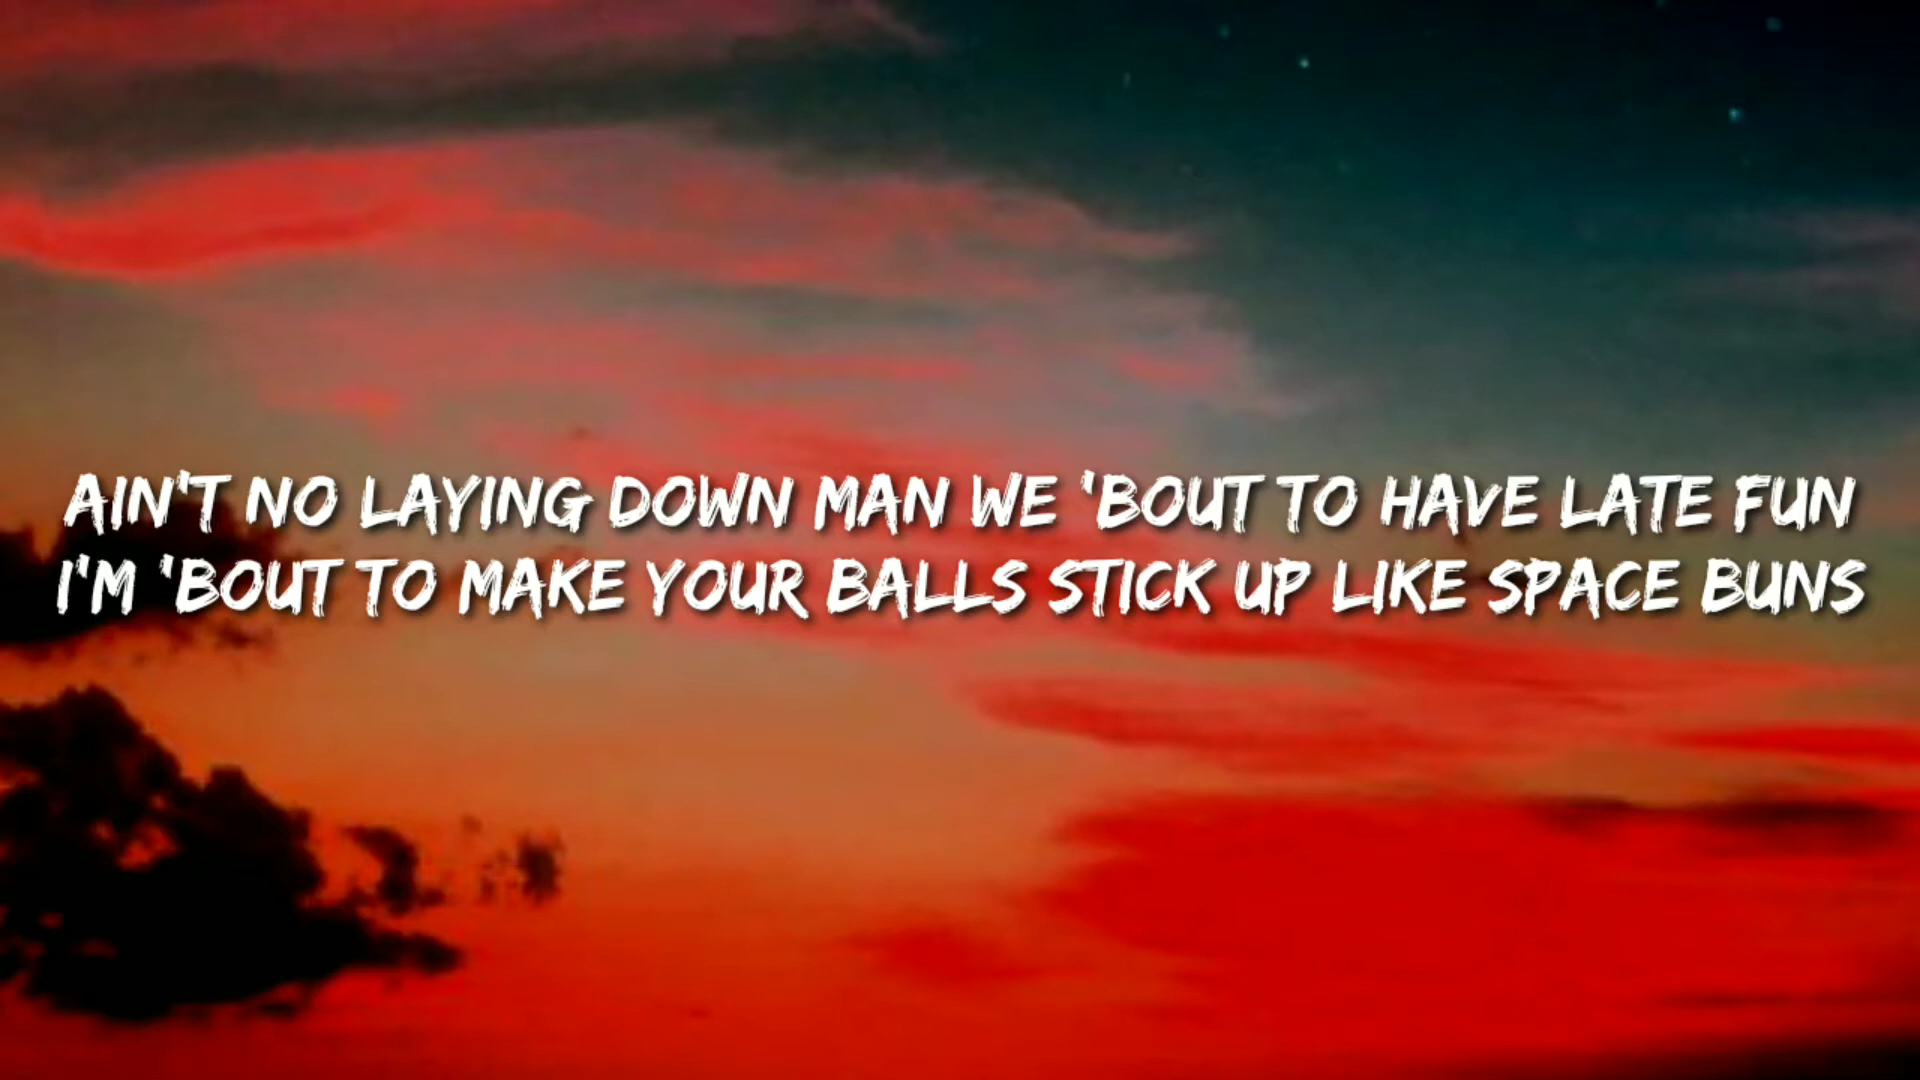 AIN'T NO LAYING DOWN MAN WE 'BOUT TO HAVE LATE FUN
I'M 'BOUT TO MAKE YOUR BALLS STICK UP LIKE SPACE BUNS